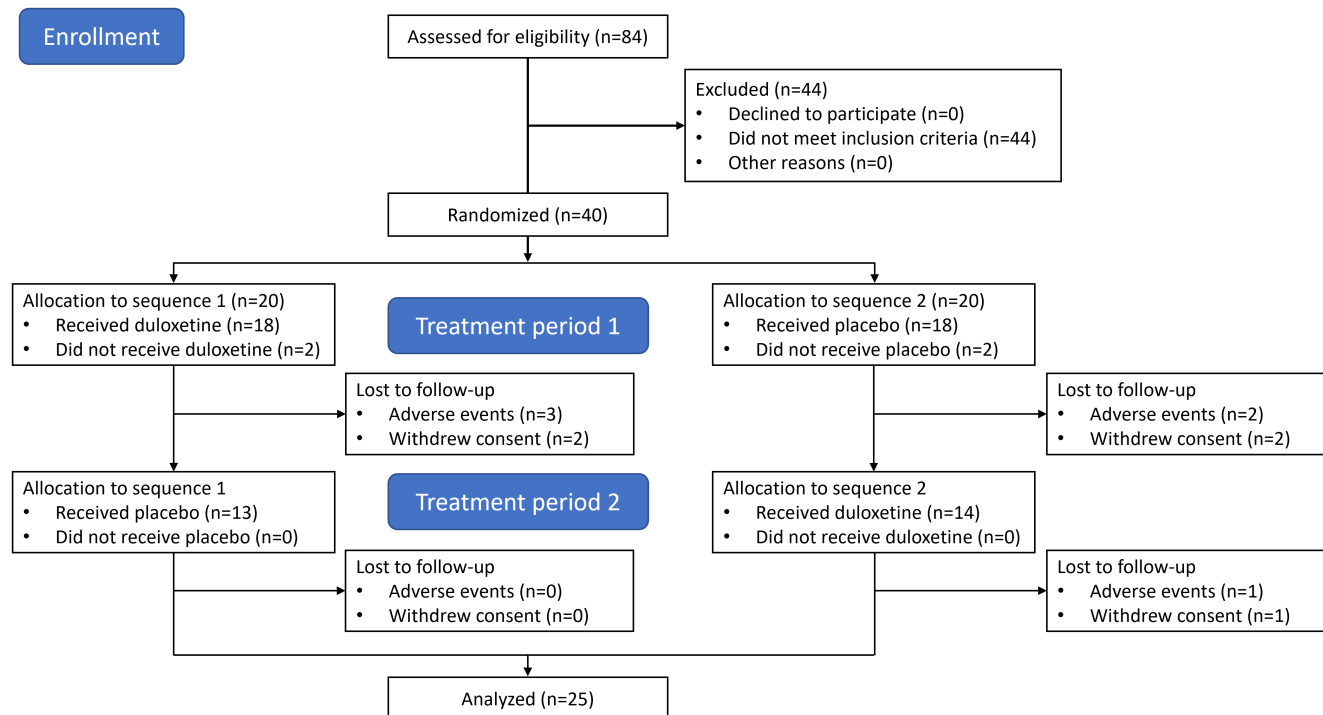 Enrollment
Assessed for eligibility (n=84)
Excluded (n=44)
• Declined to participate (n=0)
• Did not meet inclusion criteria (n=44)
• Other reasons (n=0)
Randomized (n=40)
Allocation to sequence 1 (n=20)
• Received duloxetine (n=18)
• Did not receive duloxetine (n=2)
Treatment period 1
Allocation to sequence 2 (n=20)
• Received placebo (n=18)
• Did not receive placebo (n=2)
Lost to follow-up
• Adverse events (n=3)
• Withdrew consent (n=2)
Lost to follow-up
• Adverse events (n=2)
• Withdrew consent (n=2)
Allocation to sequence 1
• Received placebo (n=13)
• Did not receive placebo (n=0)
Treatment period 2
Allocation to sequence 2
• Received duloxetine (n=14)
• Did not receive duloxetine (n=0)
Lost to follow-up
• Adverse events (n=0)
• Withdrew consent (n=0)
Lost to follow-up
• Adverse events (n=1)
• Withdrew consent (n=1)
Analyzed (n=25)